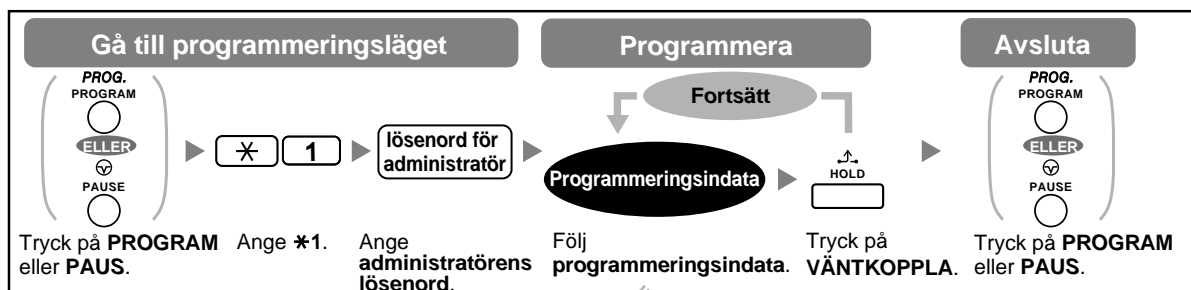 Gå till programmeringsläget
Programmera
Avsluta
PROG.
PROGRAM
ELLER
PAUSE
1
lösenord för
administratör
Fortsätt
Programmeringsindata
HOLD
PROG.
PROGRAM
ELLER
PAUSE
Tryck på PROGRAM
eller PAUS.
Ange *1.
Ange
administratörens
lösenord.
Följ
programmeringsindata.
Tryck på
VÄNTKOPPLA.
Tryck på PROGRAM
eller PAUS.